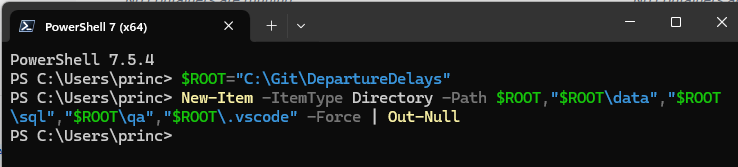 PowerShell 7 (x64)
PowerShell 7.5.4
PS C:\Users\princ> $ROOT="C:\Git\DepartureDelays"
PS C:\Users\princ> New-Item -ItemType Directory -Path $ROOT,"$ROOT\data","$ROOT
\sql","$ROOT\qa","$ROOT\.vscode" -Force | Out-Null
PS C:\Users\princ>